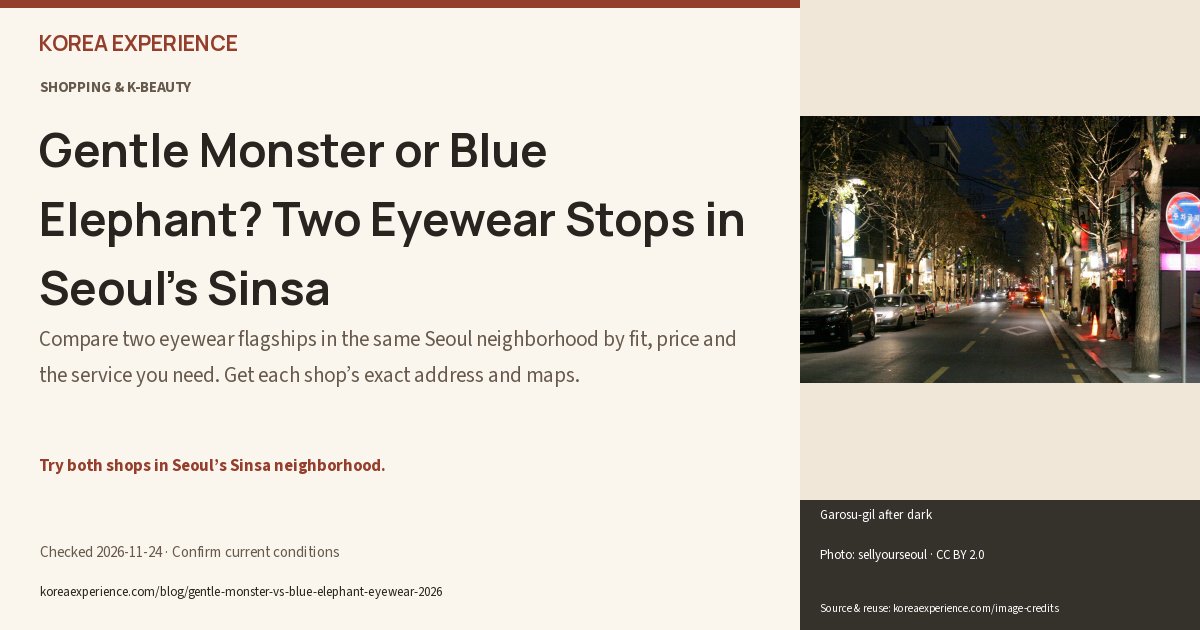 KOREA EXPERIENCE
SHOPPING & K-BEAUTY
Gentle Monster or Blue
Elephant? Two Eyewear Stops in
Seoul’s Sinsa
Compare two eyewear flagships in the same Seoul neighborhood by fit, price and
the service you need. Get each shop’s exact address and maps.
Try both shops in Seoul’s Sinsa neighborhood.
Checked 2026-11-24 · Confirm current conditions
koreaexperience.com/blog/gentle-monster-vs-blue-elephant-eyewear-2026
Garosu-gil after dark
Photo: sellyourseoul · CC BY 2.0
Source & reuse: koreaexperience.com/image-credits